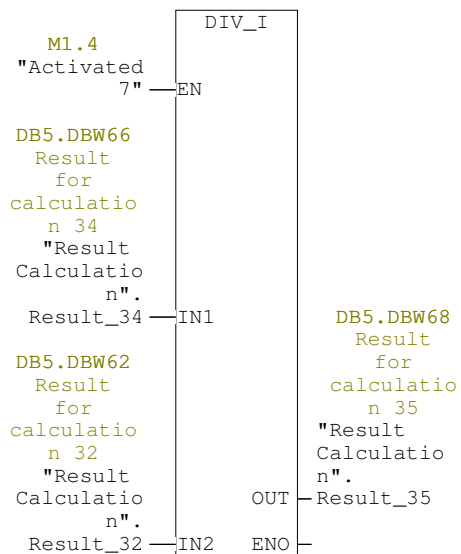 DIV_I
M1.4
"Activated
7"
EN
DB5.DBW66
Result
for
calculatio
n 34
"Result
Calculatio
n".
Result_34
IN1
DB5.DBW62
Result
for
calculatio
n 32
"Result
Calculatio
n".
Result_32
IN2
DB5.DBW68
Result
for
calculatio
n 35
"Result
Calculatio
n".
OUT
Result_35
ENO